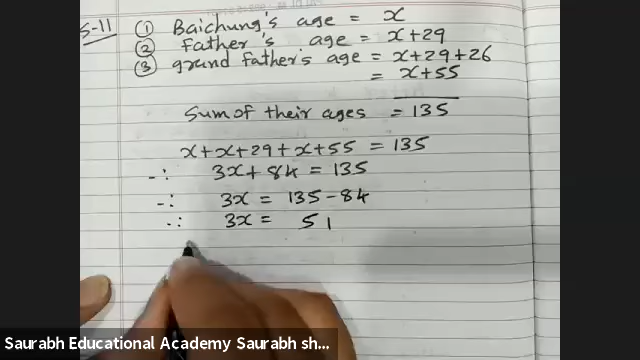 S-11
① Baichung's age = x
② father's age = x+29
③ grand father's age = x+29+26
= x+55
Sum of their ages = 135
x+x+29+x+55 = 135
∴ 3x+84 = 135
∴ 3x = 135-84
∴ 3x = 51
Saurabh Educational Academy Saurabh sh...